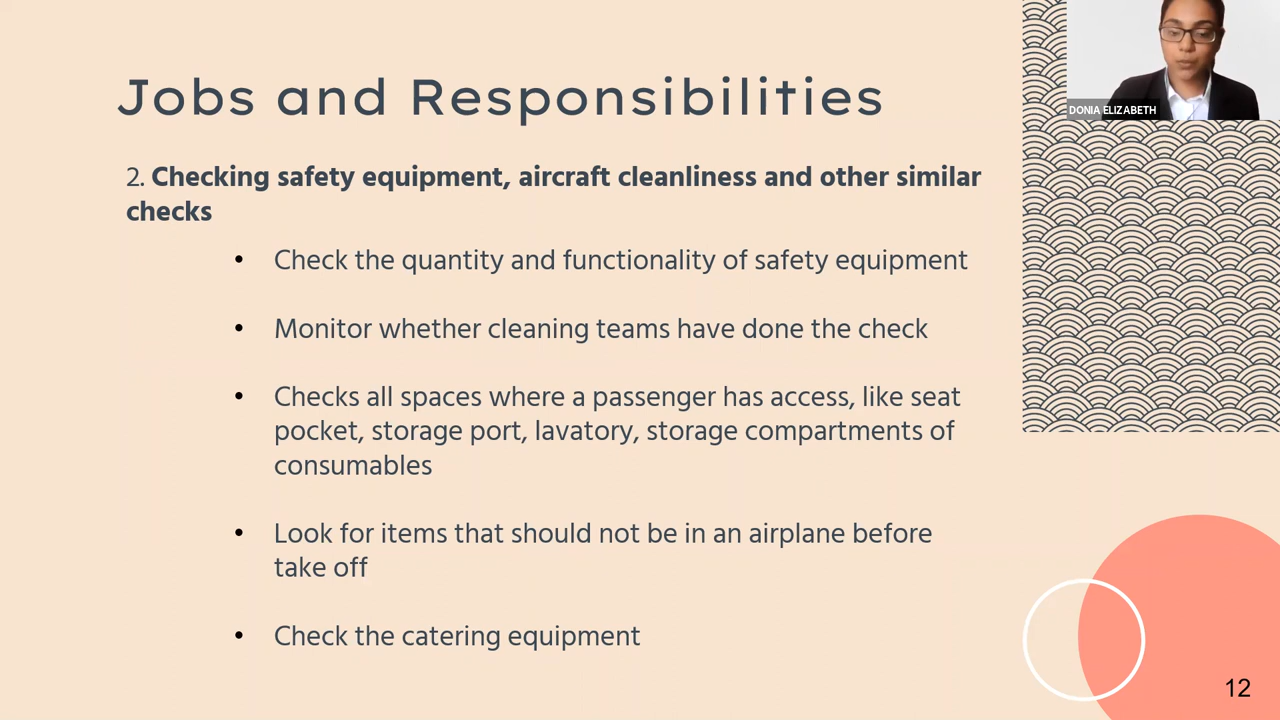 Jobs and Responsibilities
DONIA ELIZABETH
2. Checking safety equipment, aircraft cleanliness and other similar
checks
• Check the quantity and functionality of safety equipment
• Monitor whether cleaning teams have done the check
• Checks all spaces where a passenger has access, like seat
pocket, storage port, lavatory, storage compartments of
consumables
• Look for items that should not be in an airplane before
take off
• Check the catering equipment
12